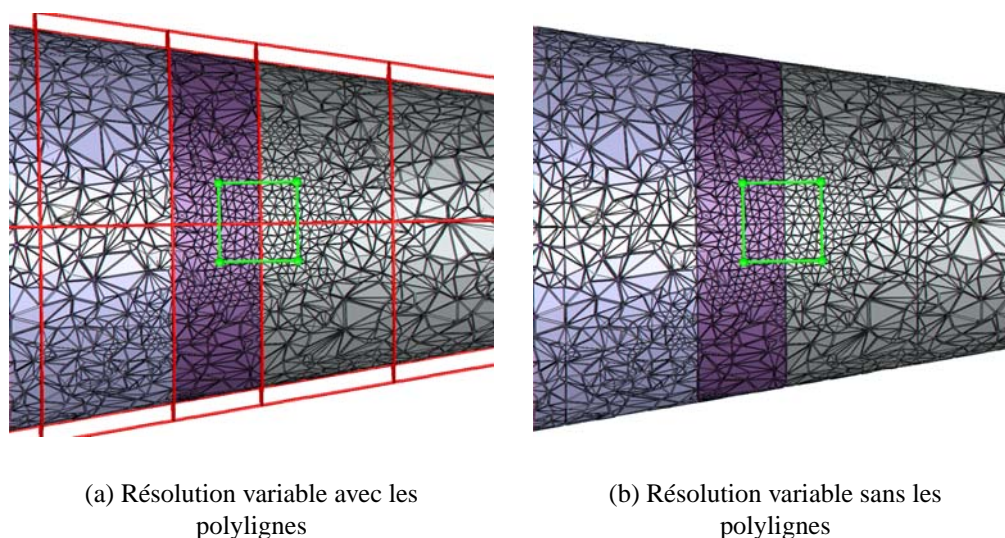 (a) Résolution variable avec les
polylignes
(b) Résolution variable sans les
polylignes